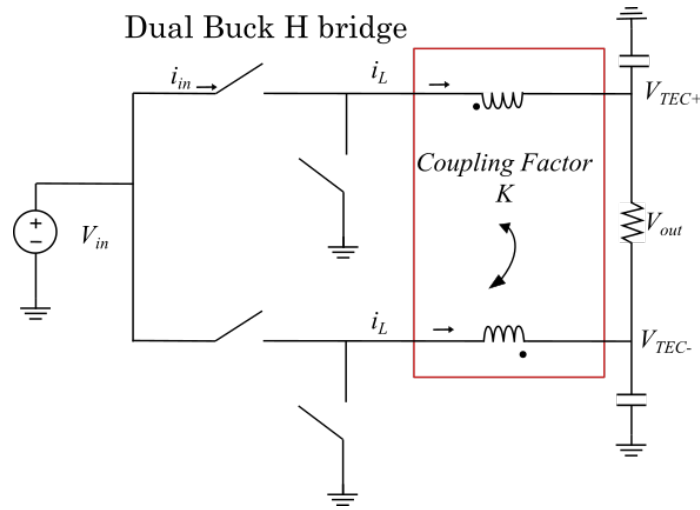 Dual Buck H bridge
i_in
i_L
V_TEC+
Coupling Factor
K
V_in
V_out
i_L
V_TEC-